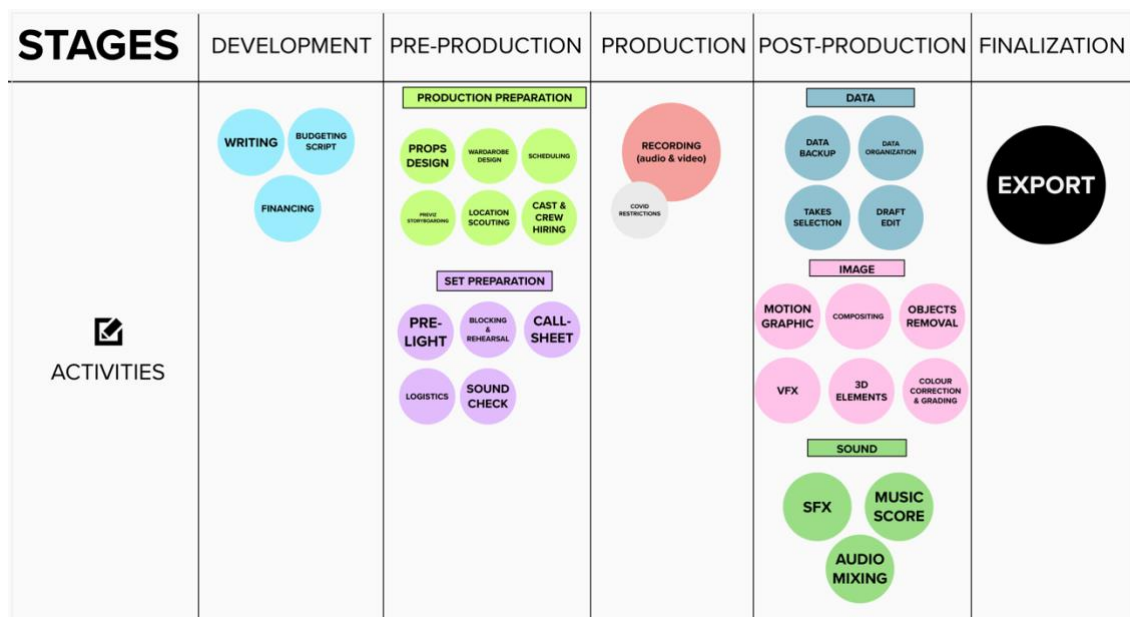 STAGES
DEVELOPMENT
PRE-PRODUCTION
PRODUCTION
POST-PRODUCTION
FINALIZATION
ACTIVITIES
WRITING
BUDGETING
SCRIPT
FINANCING
PRODUCTION PREPARATION
PROPS
DESIGN
WARDAROBE
DESIGN
SCHEDULING
PREVIZ
STORYBOARDING
LOCATION
SCOUTING
CAST &
CREW
HIRING
SET PREPARATION
PRE-
LIGHT
BLOCKING
&
REHEARSAL
CALL-
SHEET
LOGISTICS
SOUND
CHECK
RECORDING
(audio & video)
COVID
RESTRICTIONS
DATA
DATA
BACKUP
DATA
ORGANIZATION
TAKES
SELECTION
DRAFT
EDIT
IMAGE
MOTION
GRAPHIC
COMPOSITING
OBJECTS
REMOVAL
VFX
3D
ELEMENTS
COLOUR
CORRECTION
& GRADING
SOUND
SFX
MUSIC
SCORE
AUDIO
MIXING
EXPORT